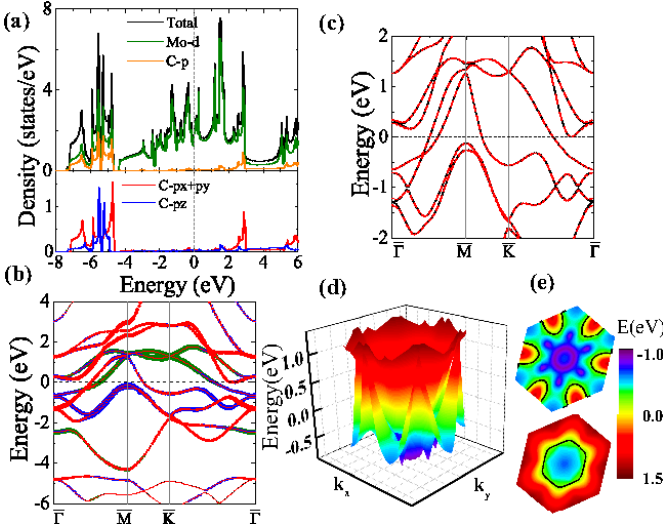 (a)
Total
Mo-d
C-p
8
4
0
1
0
C-px+py
C-pz
Density (states/eV)
-8 -6 -4 -2 0 2 4 6
Energy (eV)
(b)
4
2
0
-2
-4
-6
Energy (eV)
Γ̄ M̄ K̄ Γ̄
(c)
2
1
0
-1
-2
Energy (eV)
Γ̄ M̄ K̄ Γ̄
(d)
1.0
0.5
0.0
-0.5
Energy(eV)
kx
ky
(e)
E(eV)
-1.0
0.0
1.5